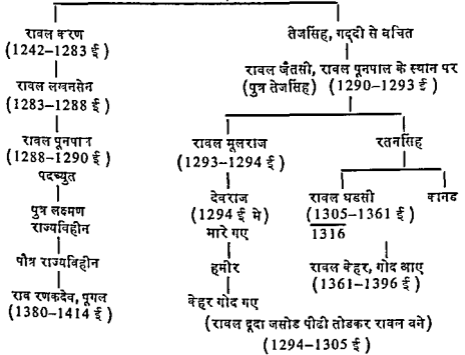 रावल करण
(1242–1283 ई)
रावल लखनसेन
(1283–1288 ई)
रावल पूनपाल
(1288–1290 ई)
पदच्युत
पुत्र लक्ष्मण
राज्यविहीन
पौत्र राज्यविहीन
राव रणकदेव, पूगल
(1380–1414 ई)
तेजसिंह, गद्दी से वंचित
रावल जैतसी, रावल पूनपाल के स्थान पर
(पुत्र तेजसिंह) (1290–1293 ई)
रावल मूलराज
(1293–1294 ई)
देवराज
(1294 ई मे)
मारे गए
हमीर
केहर गोद गए
रतनसिंह
रावल घडसी
(1305–1361 ई)
1316
कानड
रावल केहर, गोद आए
(1361–1396 ई)
(रावल दूदा जसोड पीढी तोडकर रावल बने)
(1294–1305 ई)